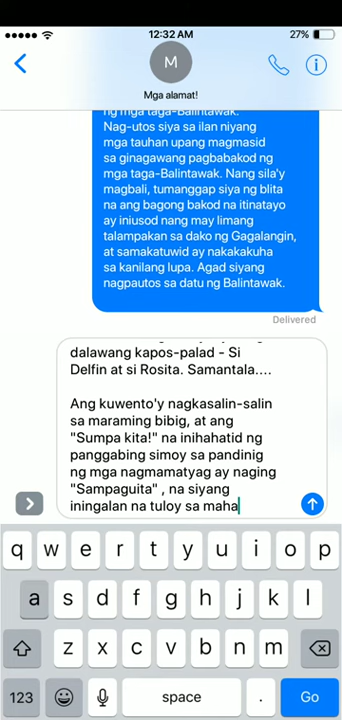 12:32 AM
27%
M
Mga alamat!
ng mga taga-Balintawak.
Nag-utos siya sa ilan niyang
mga tauhan upang magmasid
sa ginagawang pagbabakod ng
mga taga-Balintawak. Nang sila'y
magbali, tumanggap siya ng blita
na ang bagong bakod na itinatayo
ay iniusod nang may limang
talampakan sa dako ng Gagalangin,
at samakatuwid ay nakakakuha
sa kanilang lupa. Agad siyang
nagpautos sa datu ng Balintawak.
Delivered
dalawang kapos-palad - Si
Delfin at si Rosita. Samantala....
Ang kuwento'y nagkasalin-salin
sa maraming bibig, at ang
"Sumpa kita!" na inihahatid ng
panggabing simoy sa pandinig
ng mga nagmamatyag ay naging
"Sampaguita" , na siyang
iningalan na tuloy sa maha
q w e r t y u i o p
a s d f g h j k l
z x c v b n m
123 space . Go